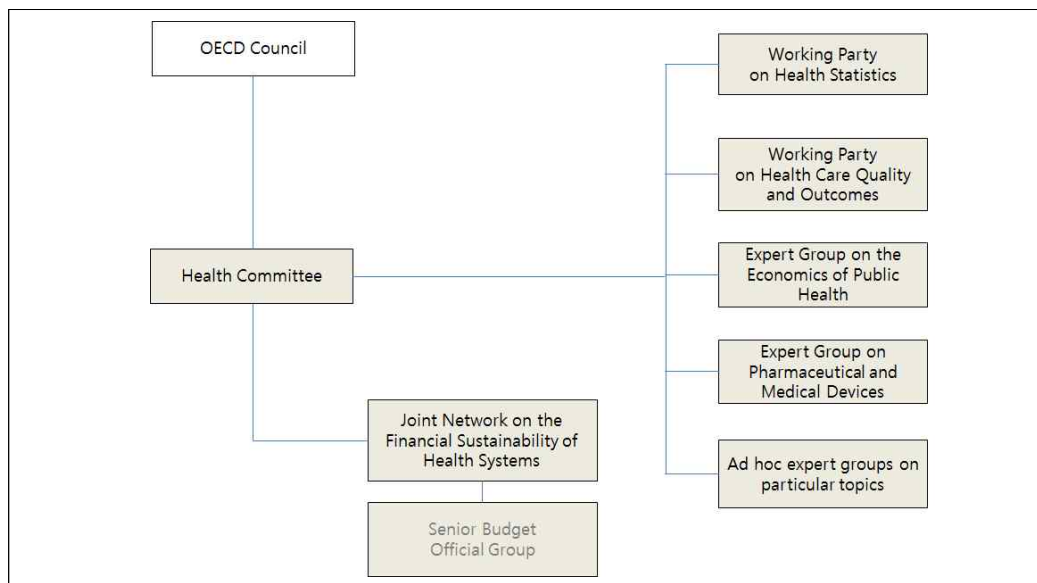 OECD Council
Working Party
on Health Statistics
Working Party
on Health Care Quality
and Outcomes
Health Committee
Expert Group on the
Economics of Public
Health
Expert Group on
Pharmaceutical and
Medical Devices
Joint Network on the
Financial Sustainability of
Health Systems
Ad hoc expert groups on
particular topics
Senior Budget
Official Group